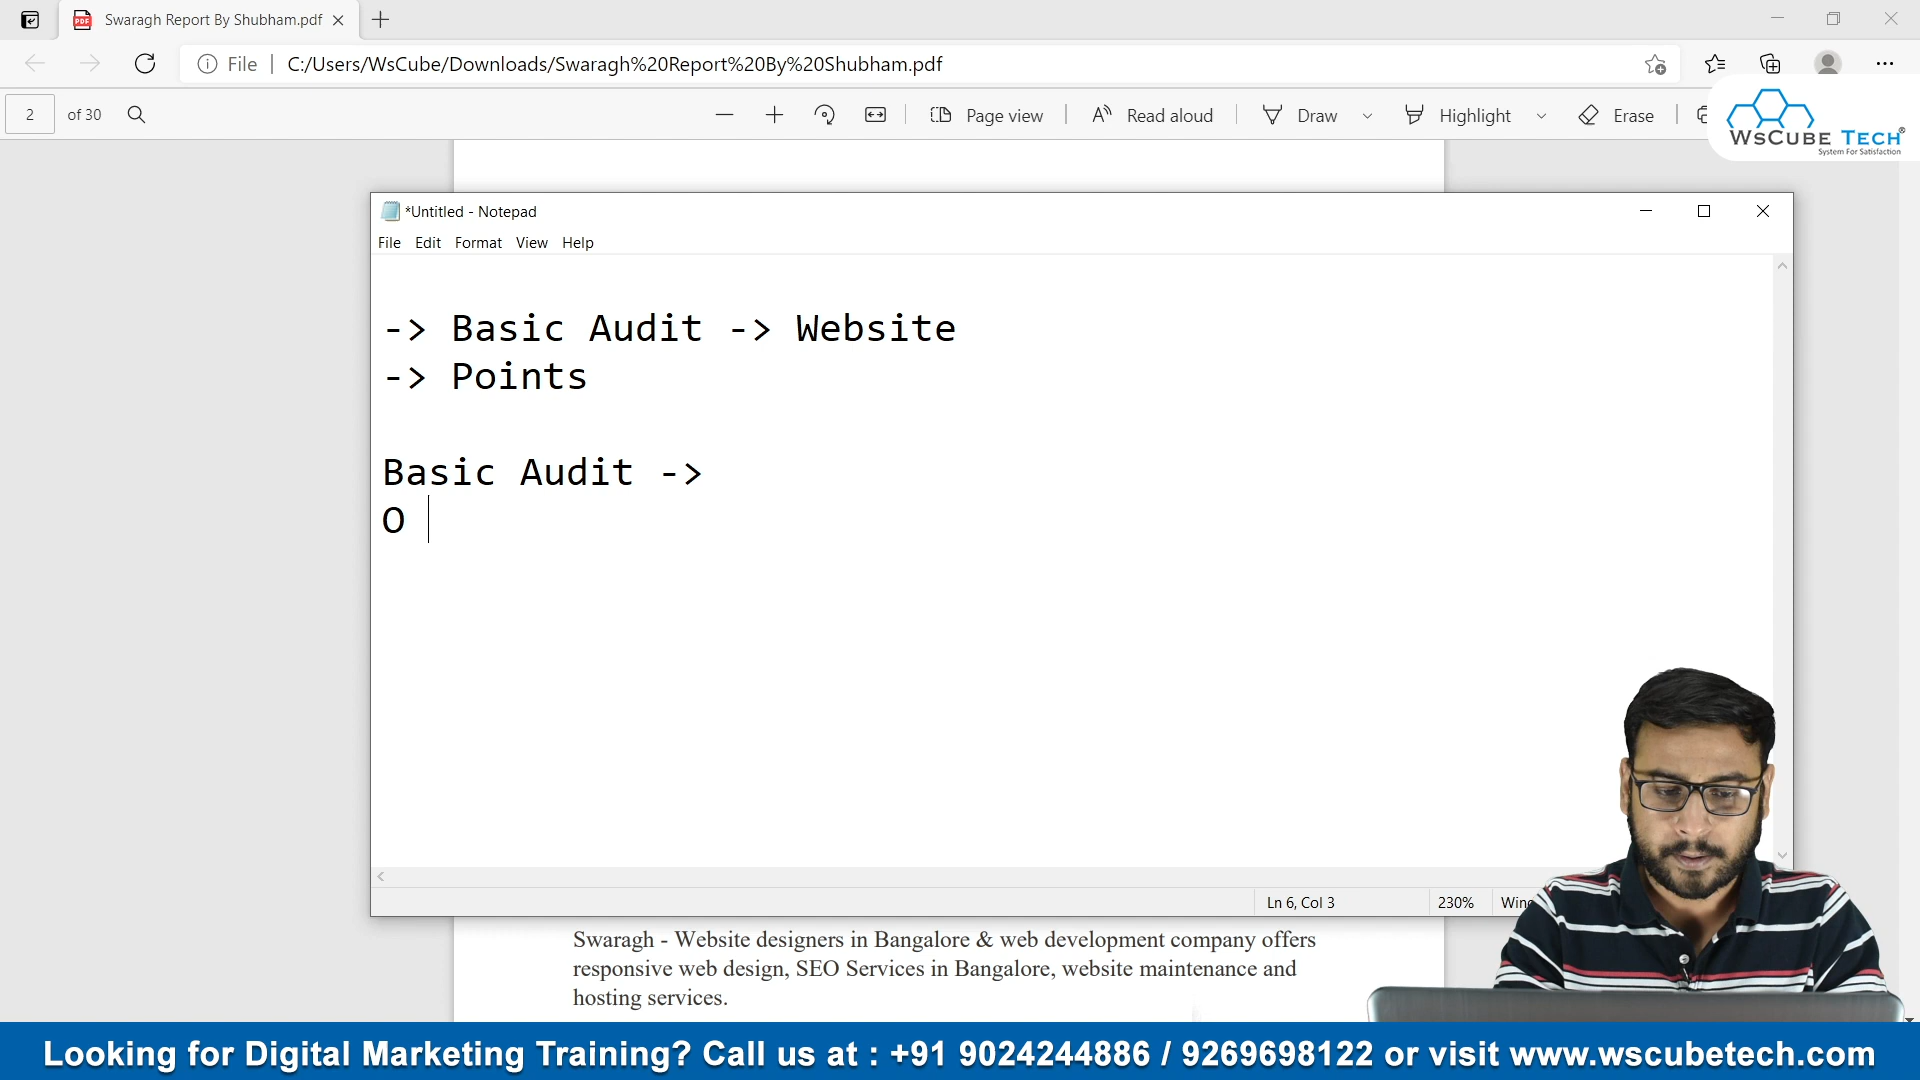 Swaragh Report By Shubham.pdf
File | C:/Users/WsCube/Downloads/Swaragh%20Report%20By%20Shubham.pdf
2 of 30
Page view
Read aloud
Draw
Highlight
Erase
WsCube Tech®
System For Satisfaction
*Untitled - Notepad
File Edit Format View Help
-> Basic Audit -> Website
-> Points
Basic Audit ->
O
Ln 6, Col 3
230%
Swaragh - Website designers in Bangalore & web development company offers
responsive web design, SEO Services in Bangalore, website maintenance and
hosting services.
Looking for Digital Marketing Training? Call us at : +91 9024244886 / 9269698122 or visit www.wscubetech.com